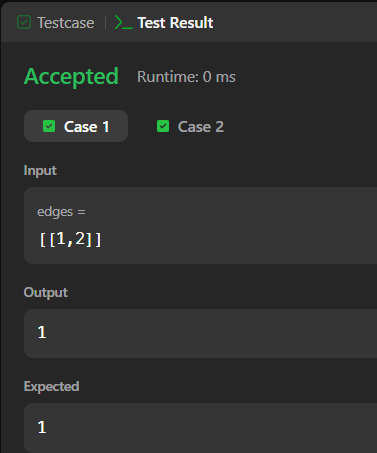 Testcase | Test Result
Accepted Runtime: 0 ms
Case 1 Case 2
Input
edges =
[[1,2]]
Output
1
Expected
1